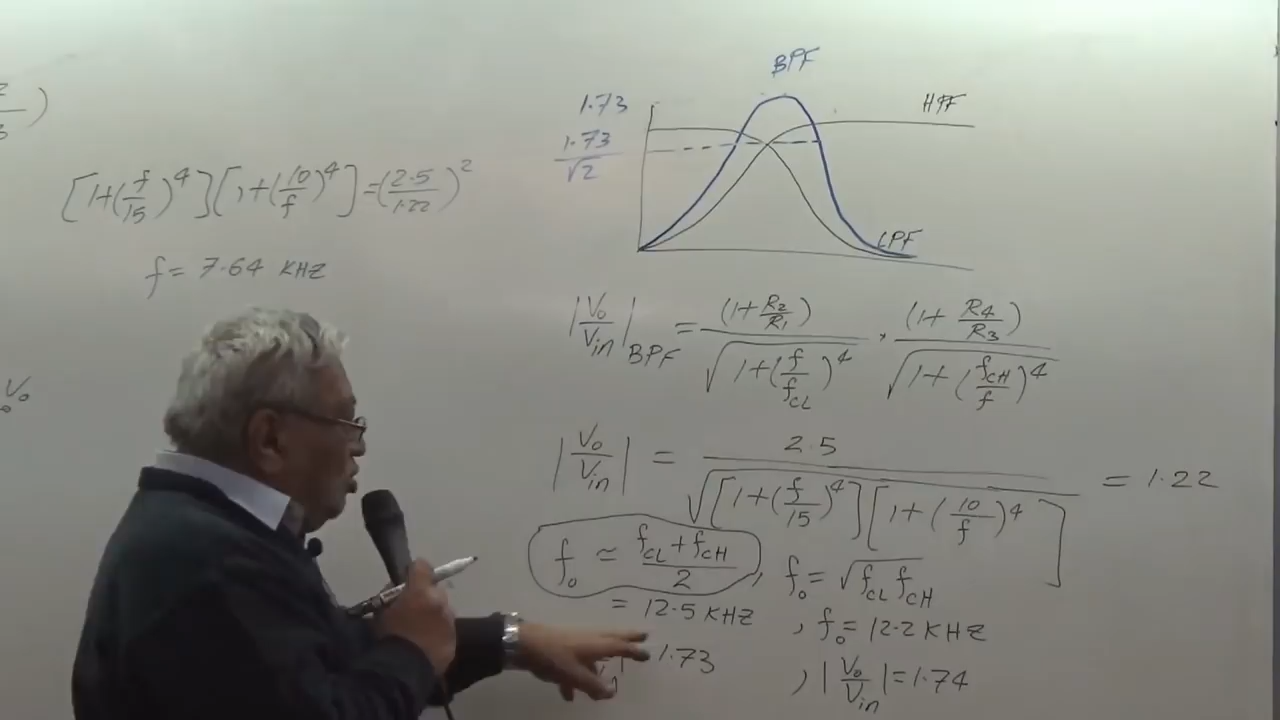 [1+(f/15)^4][1+(10/f)^4]=(2.5/1.22)^2
f= 7.64 KHZ
V₀
BPF
1.73
HPF
1.73/√2
LPF
|V₀/Vin|BPF = (1+R₂/R₁)/√(1+(f/fCL)^4) · (1+R₄/R₃)/√(1+(fCH/f)^4)
|V₀/Vin| = 2.5/√([1+(f/15)^4][1+(10/f)^4]) = 1.22
f₀ ≃ (fCL+fCH)/2, f₀=√(fCL fCH)
= 12.5 KHZ, f₀= 12.2 KHZ
1.73, |V₀/Vin|=1.74